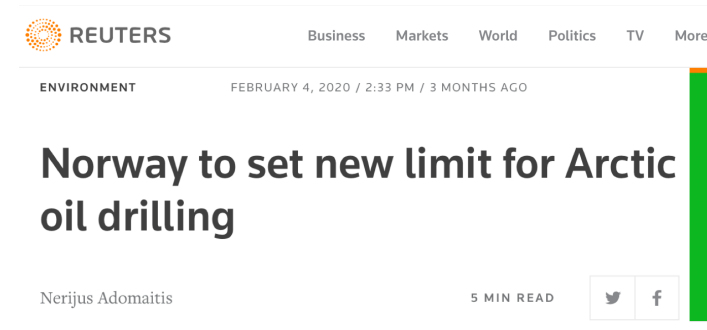 REUTERS
Business Markets World Politics TV More
ENVIRONMENT FEBRUARY 4, 2020 / 2:33 PM / 3 MONTHS AGO
Norway to set new limit for Arctic
oil drilling
Nerijus Adomaitis 5 MIN READ